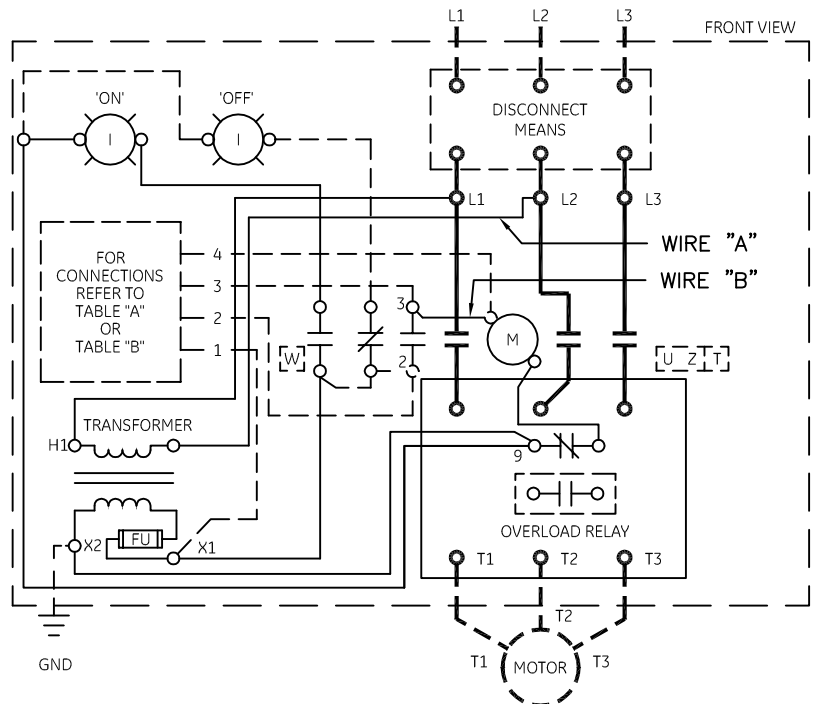 L1 L2 L3
FRONT VIEW
'ON' 'OFF'
I I
DISCONNECT
MEANS
L1 L2 L3
WIRE "A"
WIRE "B"
FOR
CONNECTIONS
REFER TO
TABLE "A"
OR
TABLE "B"
4
3
2
1
3
2
W
M
U Z T
TRANSFORMER
H1
9
FU
X2 X1
OVERLOAD RELAY
T1 T2 T3
GND
T2
T1 MOTOR T3